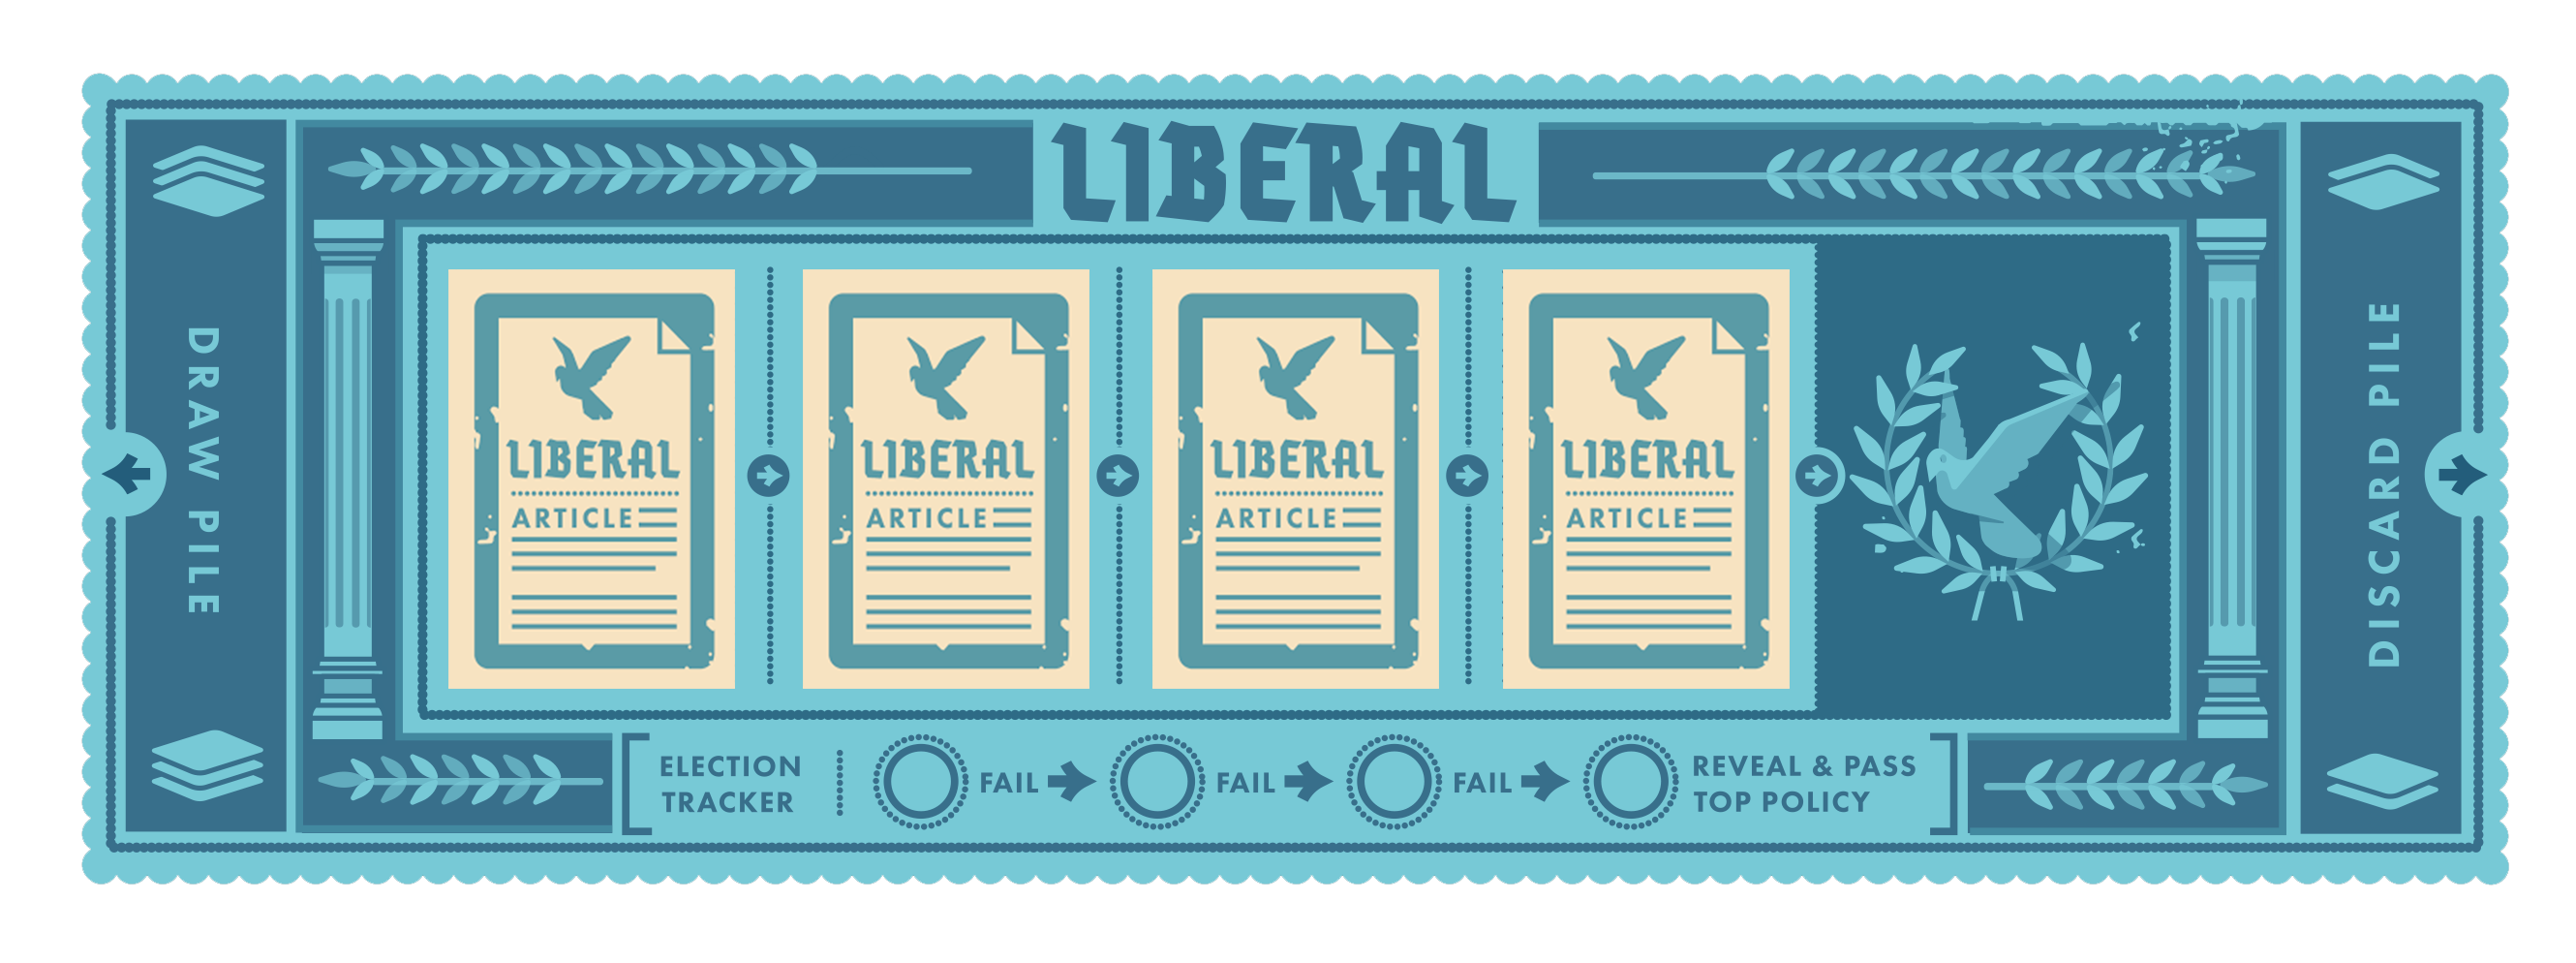 LIBERAL
DRAW PILE
LIBERAL
ARTICLE
LIBERAL
ARTICLE
LIBERAL
ARTICLE
LIBERAL
ARTICLE
DISCARD PILE
ELECTION
TRACKER
FAIL
FAIL
FAIL
REVEAL & PASS
TOP POLICY